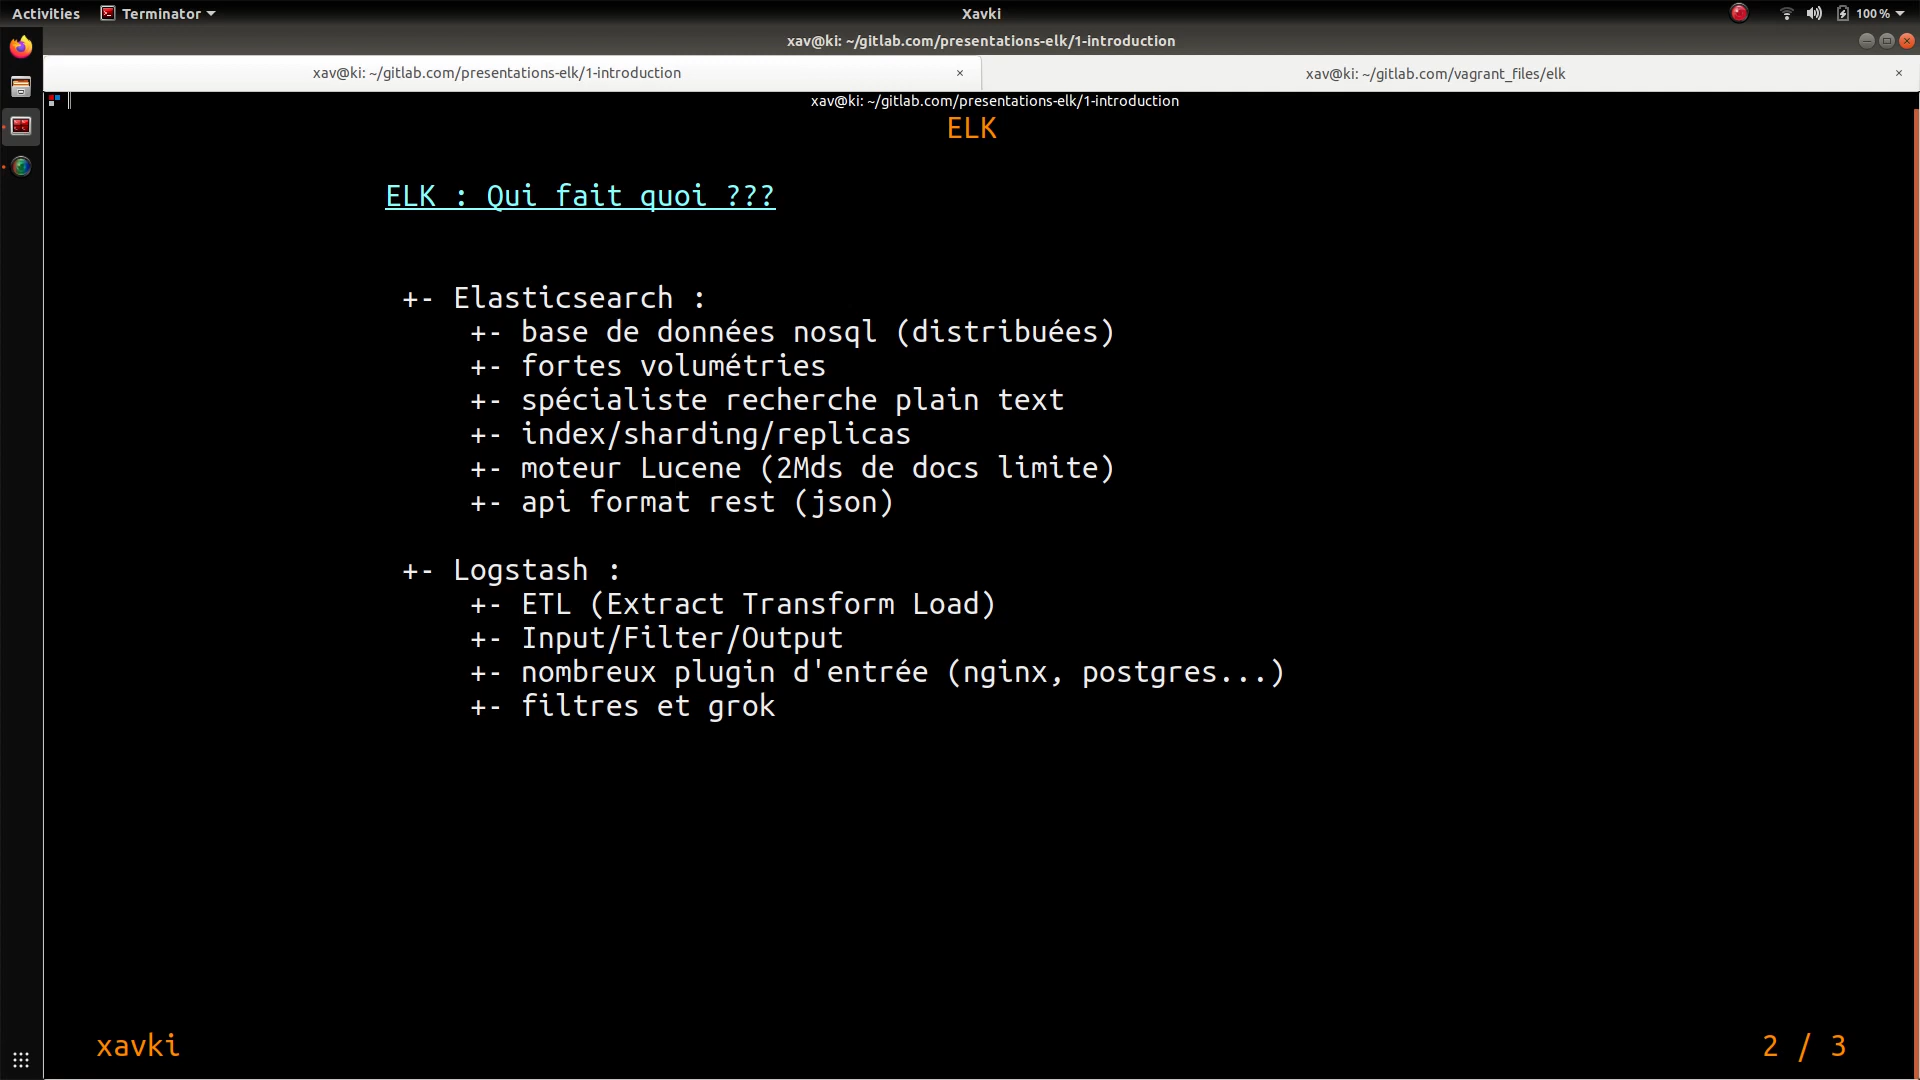 Activities Terminator Xavki 100 %
xav@ki: ~/gitlab.com/presentations-elk/1-introduction
xav@ki: ~/gitlab.com/presentations-elk/1-introduction × xav@ki: ~/gitlab.com/vagrant_files/elk ×
xav@ki: ~/gitlab.com/presentations-elk/1-introduction
ELK
ELK : Qui fait quoi ???
+- Elasticsearch :
+- base de données nosql (distribuées)
+- fortes volumétries
+- spécialiste recherche plain text
+- index/sharding/replicas
+- moteur Lucene (2Mds de docs limite)
+- api format rest (json)
+- Logstash :
+- ETL (Extract Transform Load)
+- Input/Filter/Output
+- nombreux plugin d'entrée (nginx, postgres...)
+- filtres et grok
xavki 2 / 3